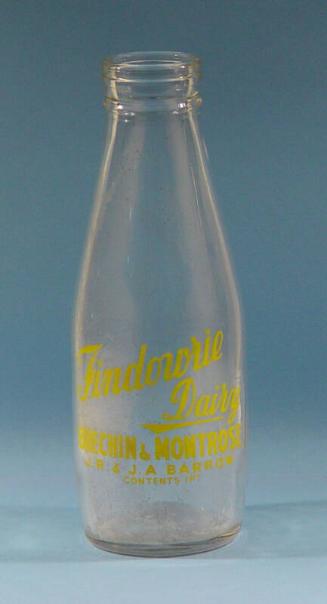 Findowrie
Dairy
BRECHIN & MONTROSE
J.R. & J.A BARRON
CONTENTS 1PT